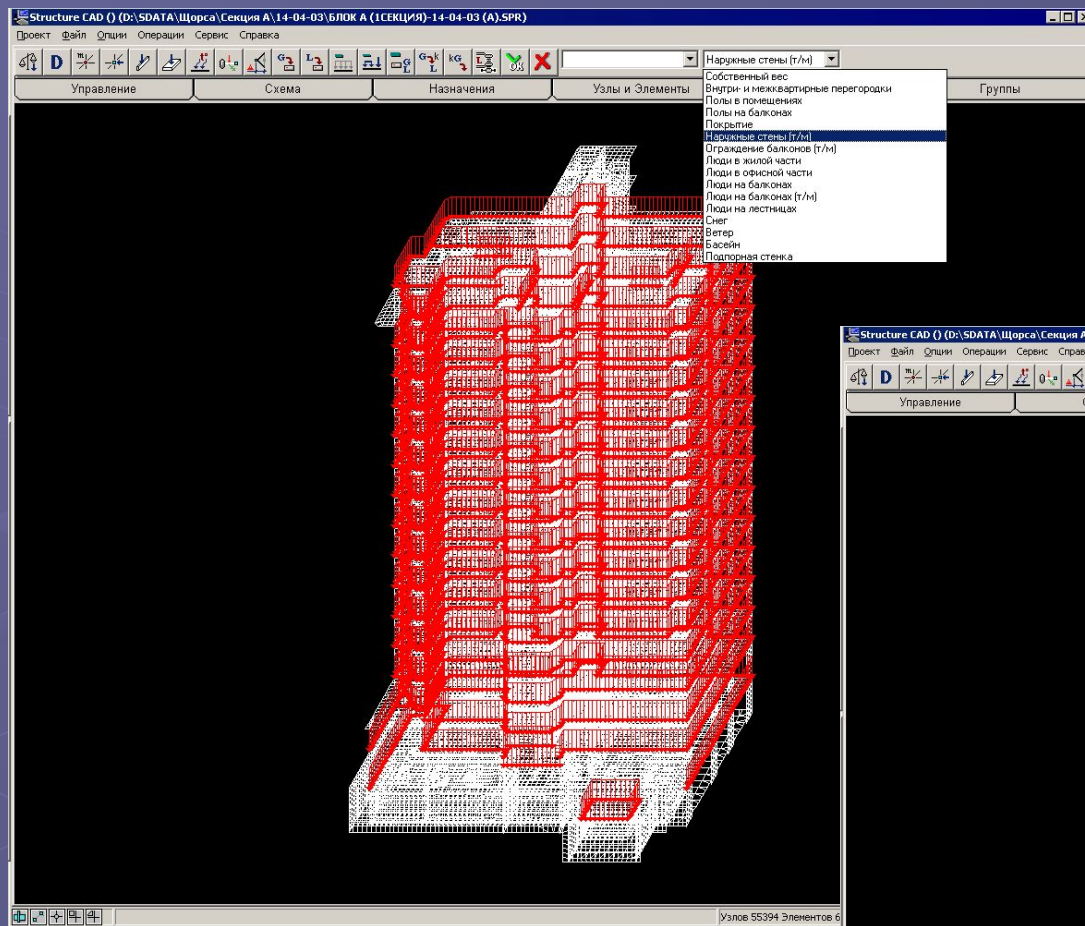 Structure CAD () (D:\SDATA\Щорса\Секция А\14-04-03\БЛОК А (1СЕКЦИЯ)-14-04-03 (А).SPR)
Проект Файл Опции Операции Сервис Справка
Наружные стены (т/м)
Управление Схема Назначения Узлы и Элементы Группы
Собственный вес
Внутри- и межквартирные перегородки
Полы в помещениях
Полы на балконах
Покрытие
Наружные стены (т/м)
Ограждение балконов (т/м)
Люди в жилой части
Люди в офисной части
Люди на балконах
Люди на балконах (т/м)
Люди на лестницах
Снег
Ветер
Басейн
Подпорная стенка
Structure CAD () (D:\SDATA\Щорса\Секция А
Проект Файл Опции Операции Сервис Справ
Управление
Узлов 55394 Элементов 6